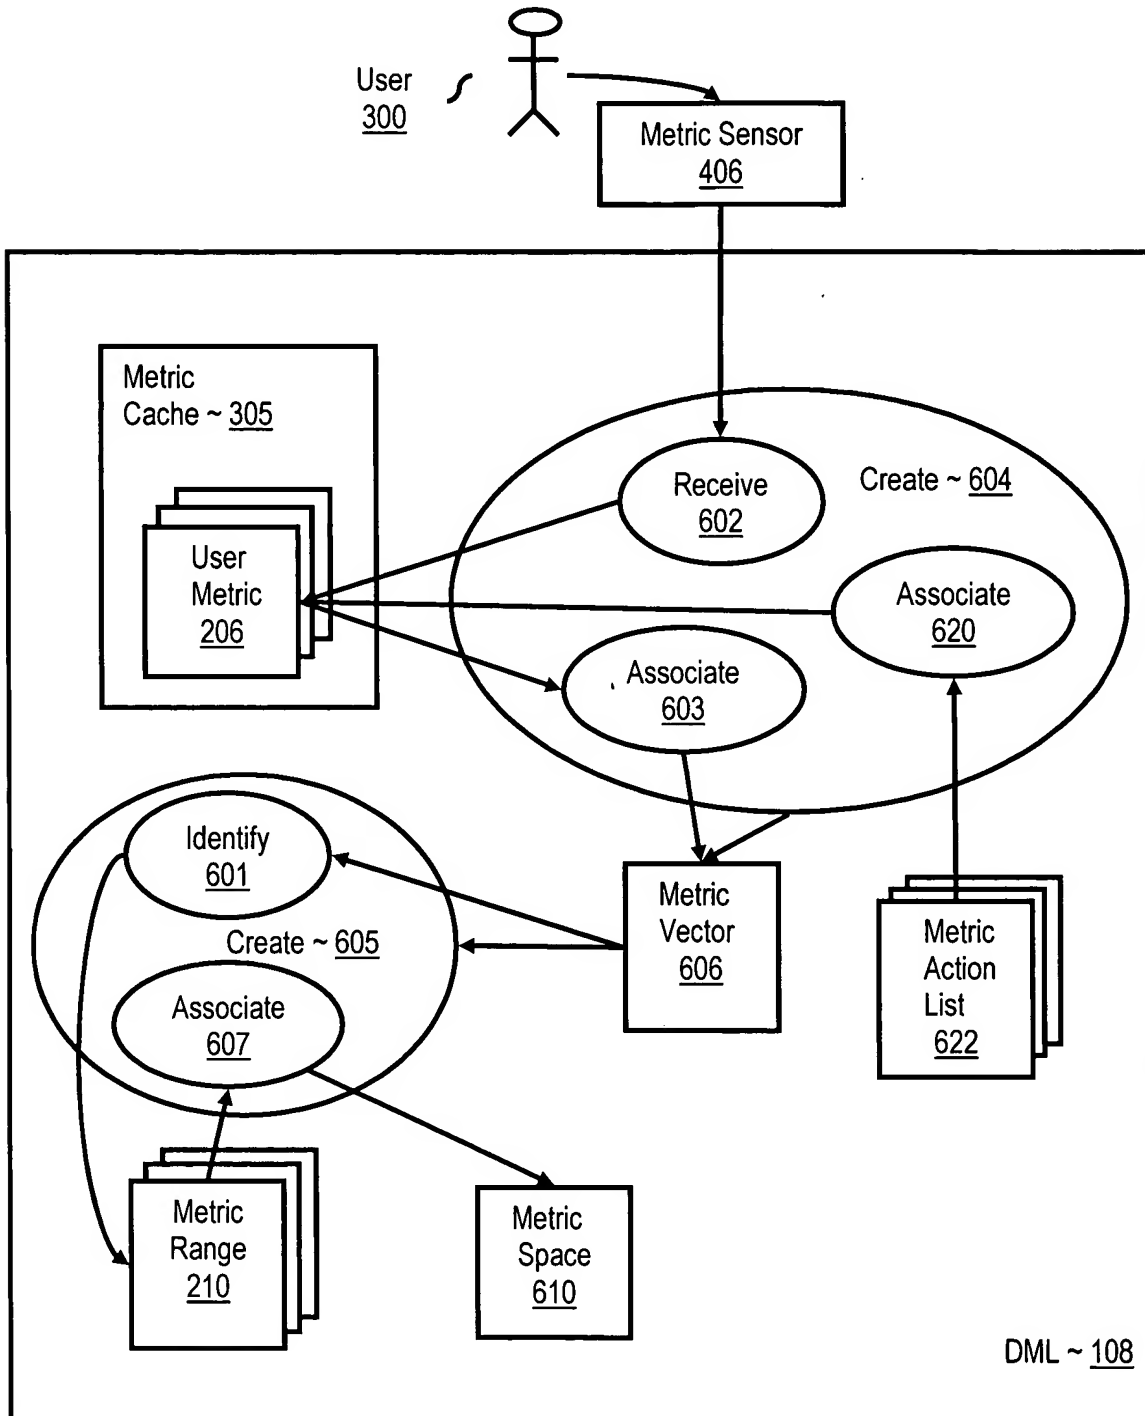 User
300
Metric Sensor
406
Metric
Cache ~ 305
Receive
602
Create ~ 604
User
Metric
206
Associate
620
Associate
603
Identify
601
Metric
Vector
606
Metric
Action
List
622
Create ~ 605
Associate
607
Metric
Range
210
Metric
Space
610
DML ~ 108